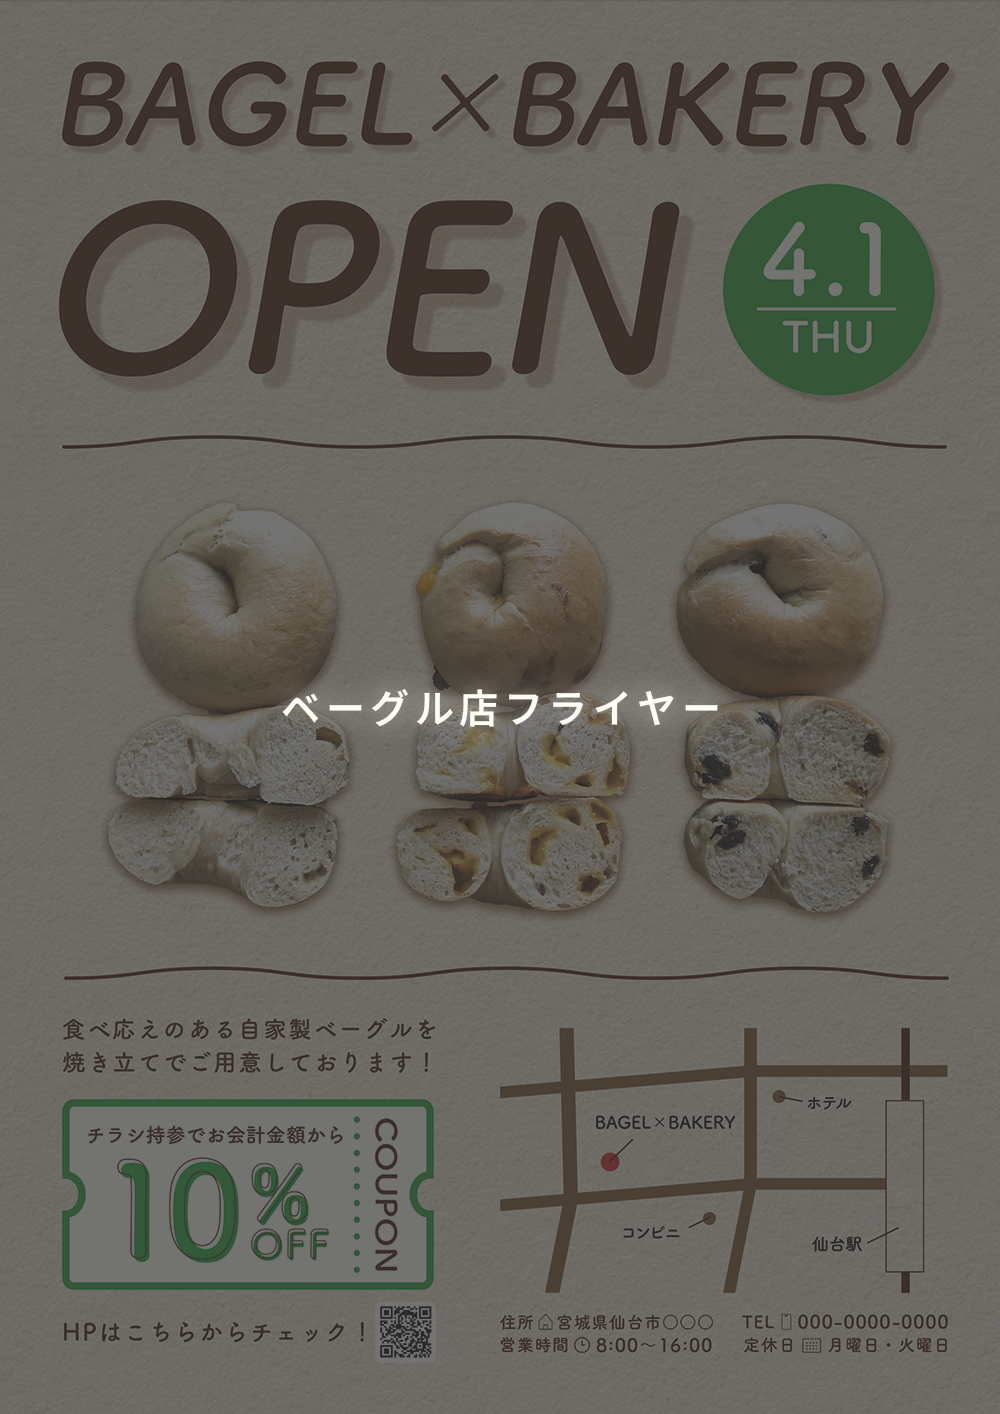 BAGEL×BAKERY
OPEN
4.1
THU
ベーグル店フライヤー
食べ応えのある自家製ベーグルを
焼き立てでご用意しております！
チラシ持参でお会計金額から
10%
OFF
COUPON
HPはこちらからチェック！
ホテル
BAGEL×BAKERY
コンビニ
仙台駅
住所 宮城県仙台市〇〇〇
TEL 000-0000-0000
営業時間 8:00〜16:00
定休日 月曜日・火曜日